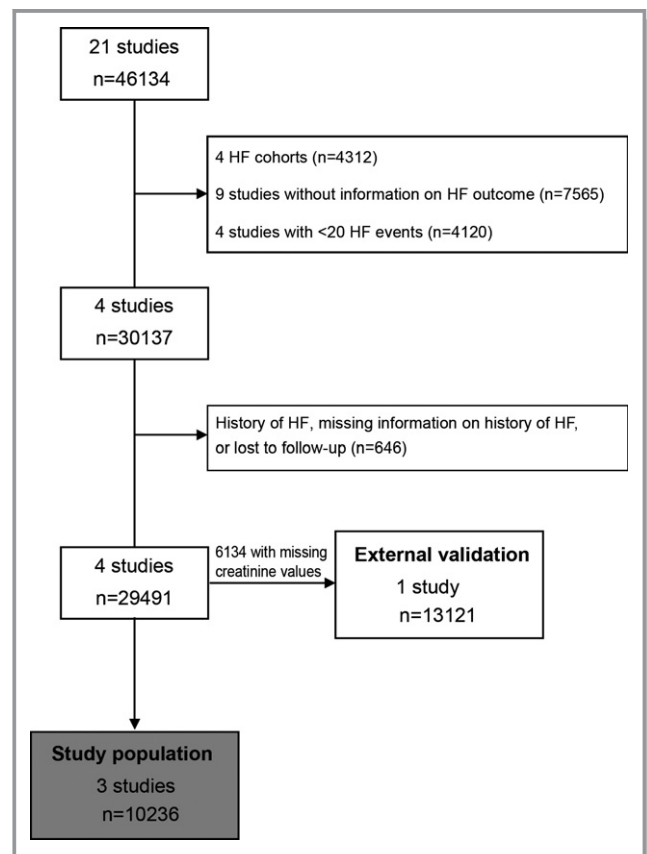 21 studies
n=46134
4 HF cohorts (n=4312)
9 studies without information on HF outcome (n=7565)
4 studies with <20 HF events (n=4120)
4 studies
n=30137
History of HF, missing information on history of HF,
or lost to follow-up (n=646)
4 studies
n=29491
6134 with missing
creatinine values
External validation
1 study
n=13121
Study population
3 studies
n=10236